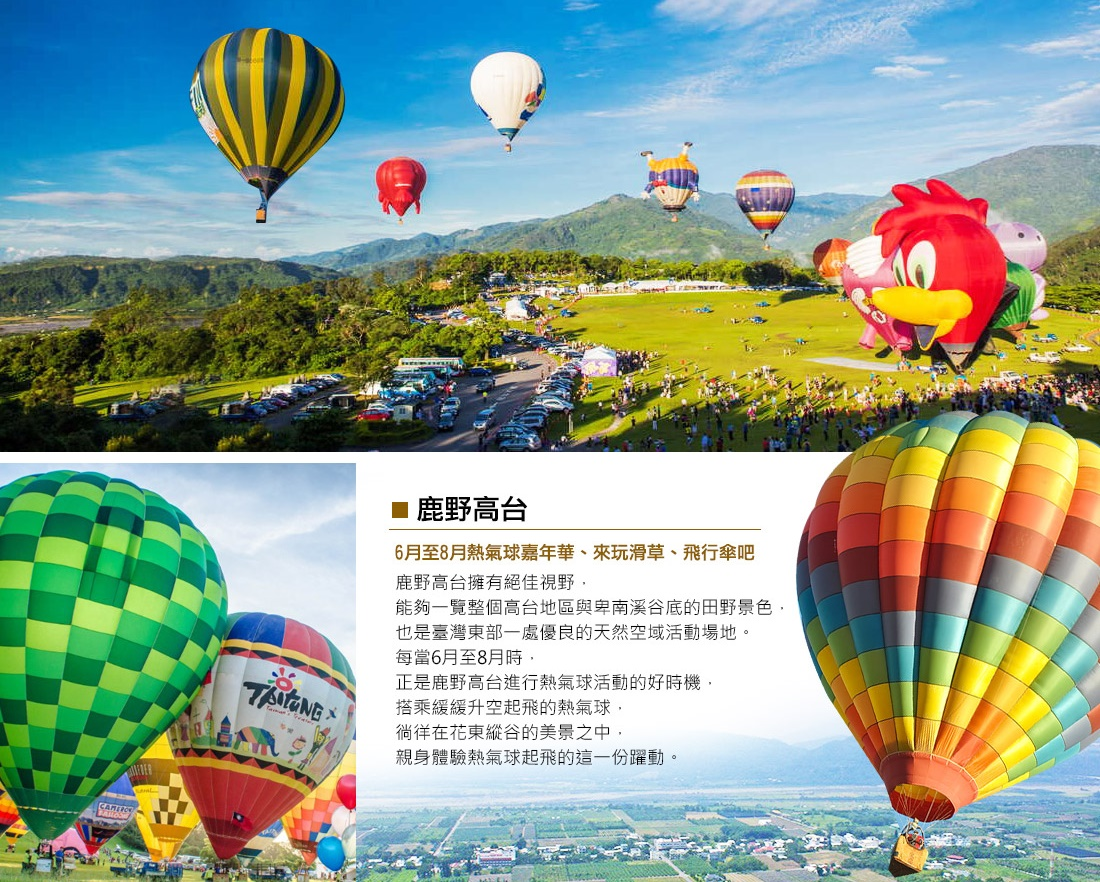 鹿野高台
6月至8月熱氣球嘉年華、來玩滑草、飛行傘吧
鹿野高台擁有絕佳視野，
能夠一覽整個高台地區與卑南溪谷底的田野景色，
也是臺灣東部一處優良的天然空域活動場地。
每當6月至8月時，
正是鹿野高台進行熱氣球活動的好時機，
搭乘緩緩升空起飛的熱氣球，
徜徉在花東縱谷的美景之中，
親身體驗熱氣球起飛的這一份躍動。
TAITUNG
CAMERON
BALLOONS